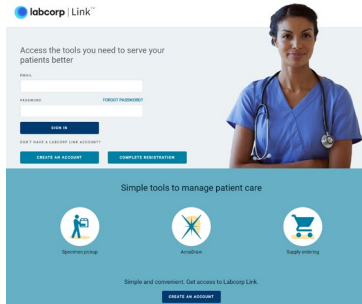 labcorp | Link™
Access the tools you need to serve your
patients better
EMAIL
PASSWORD FORGOT PASSWORD?
SIGN IN
DON'T HAVE A LABCORP LINK ACCOUNT?
CREATE AN ACCOUNT COMPLETE REGISTRATION
Simple tools to manage patient care
Specimen pickup AccuDraw Supply ordering
Simple and convenient. Get access to Labcorp Link.
CREATE AN ACCOUNT